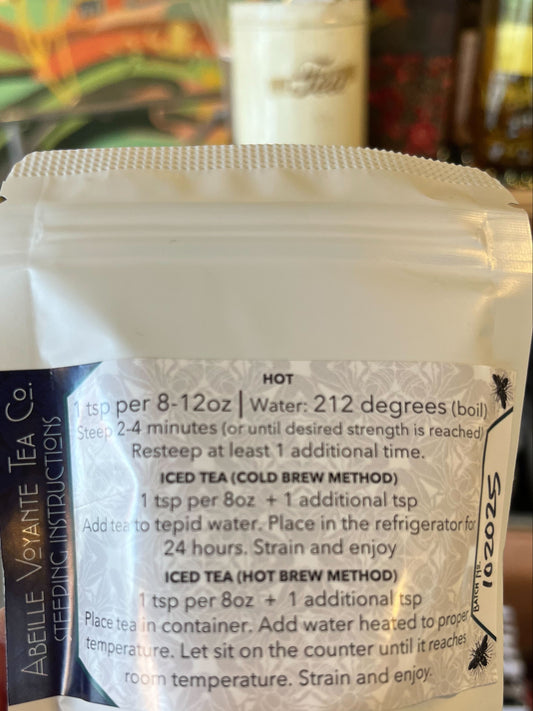 Tea
HOT
1 tsp per 8-12oz | Water: 212 degrees (boil)
Steep 2-4 minutes (or until desired strength is reached)
Resteep at least 1 additional time.
ICED TEA (COLD BREW METHOD)
1 tsp per 8oz + 1 additional tsp
Add tea to tepid water. Place in the refrigerator for
24 hours. Strain and enjoy
ICED TEA (HOT BREW METHOD)
1 tsp per 8oz + 1 additional tsp
Place tea in container. Add water heated to proper
temperature. Let sit on the counter until it reaches
room temperature. Strain and enjoy.
ABEILLE VOYANTE TEA CO.
STEEPING INSTRUCTIONS
BATCH NR. 102025